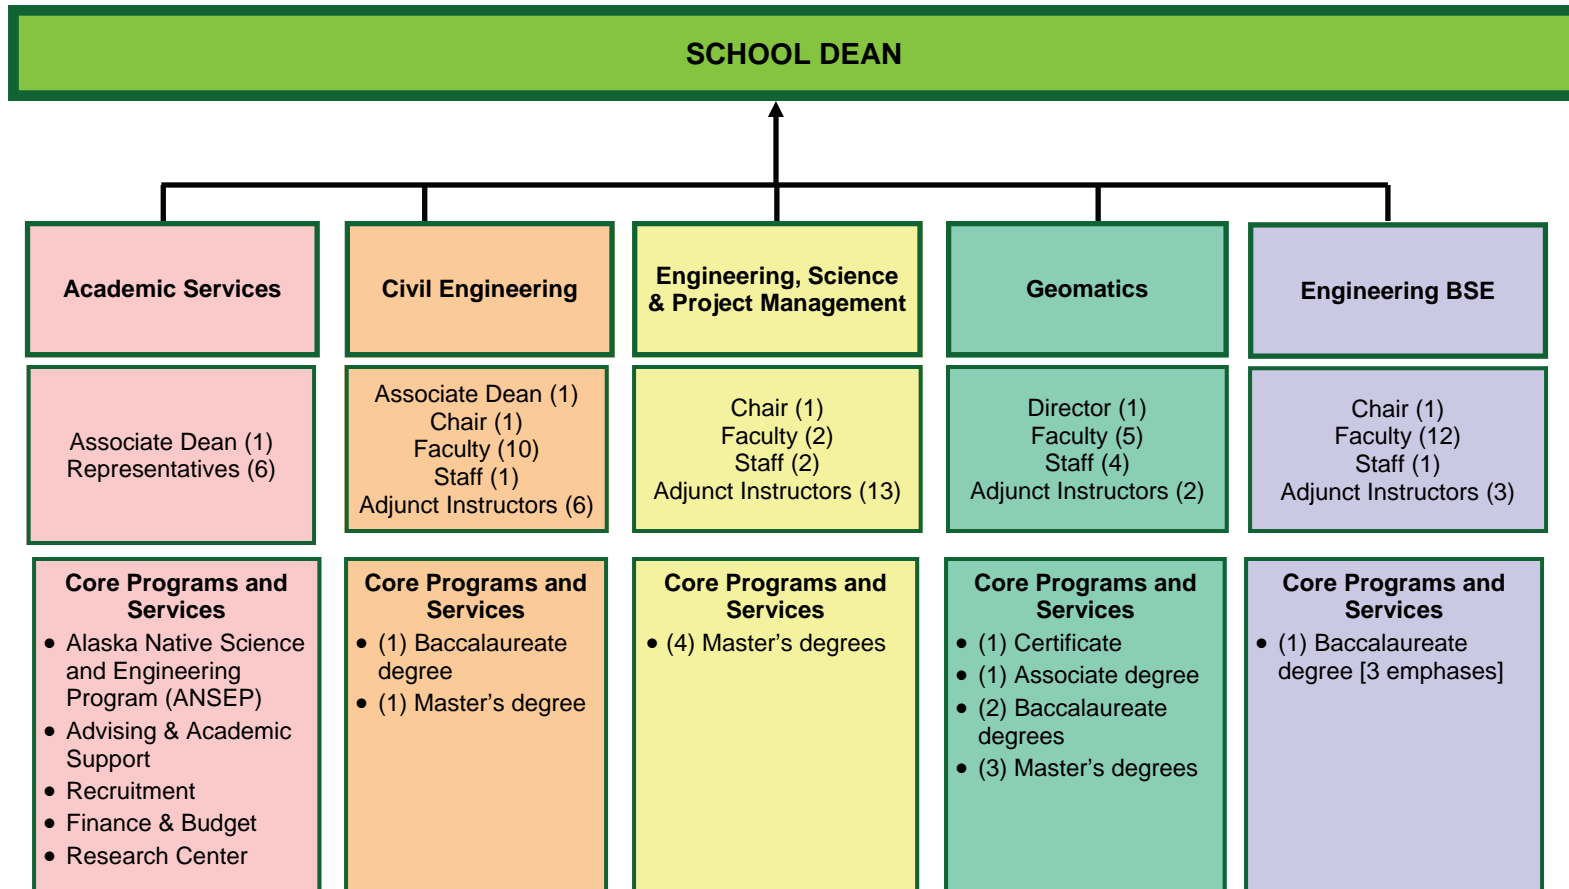 SCHOOL DEAN
Academic Services
Civil Engineering
Engineering, Science
& Project Management
Geomatics
Engineering BSE
Associate Dean (1)
Representatives (6)
Associate Dean (1)
Chair (1)
Faculty (10)
Staff (1)
Adjunct Instructors (6)
Chair (1)
Faculty (2)
Staff (2)
Adjunct Instructors (13)
Director (1)
Faculty (5)
Staff (4)
Adjunct Instructors (2)
Chair (1)
Faculty (12)
Staff (1)
Adjunct Instructors (3)
Core Programs and
Services
• Alaska Native Science
and Engineering
Program (ANSEP)
• Advising & Academic
Support
• Recruitment
• Finance & Budget
• Research Center
Core Programs and
Services
• (1) Baccalaureate
degree
• (1) Master's degree
Core Programs and
Services
• (4) Master's degrees
Core Programs and
Services
• (1) Certificate
• (1) Associate degree
• (2) Baccalaureate
degrees
• (3) Master's degrees
Core Programs and
Services
• (1) Baccalaureate
degree [3 emphases]